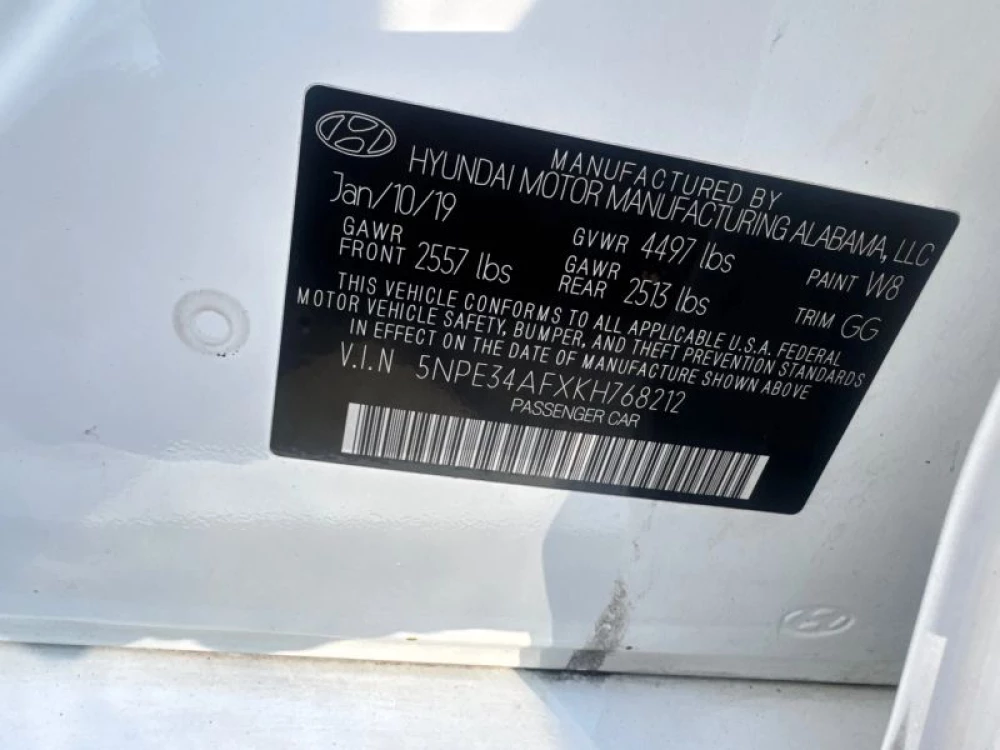 MANUFACTURED BY
HYUNDAI MOTOR MANUFACTURING ALABAMA, LLC
Jan/10/19
GVWR 4497 lbs
PAINT W8
GAWR
FRONT 2557 lbs
GAWR
REAR 2513 lbs
TRIM GG
THIS VEHICLE CONFORMS TO ALL APPLICABLE U.S.A. FEDERAL
MOTOR VEHICLE SAFETY, BUMPER, AND THEFT PREVENTION STANDARDS
IN EFFECT ON THE DATE OF MANUFACTURE SHOWN ABOVE
V.I.N 5NPE34AFXKH768212
PASSENGER CAR